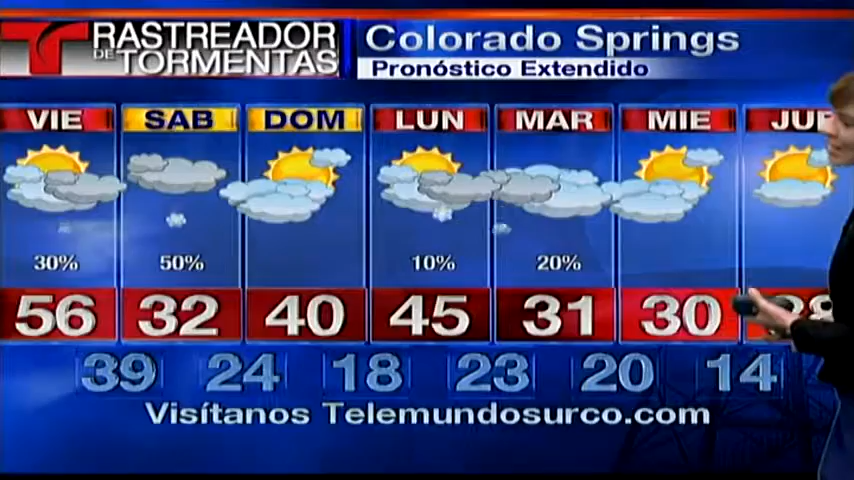 RASTREADOR
DE TORMENTAS
Colorado Springs
Pronóstico Extendido
VIE SAB DOM LUN MAR MIE
30% 50% 10% 20%
56 32 40 45 31 30
39 24 18 23 20 14
Visítanos Telemundosurco.com